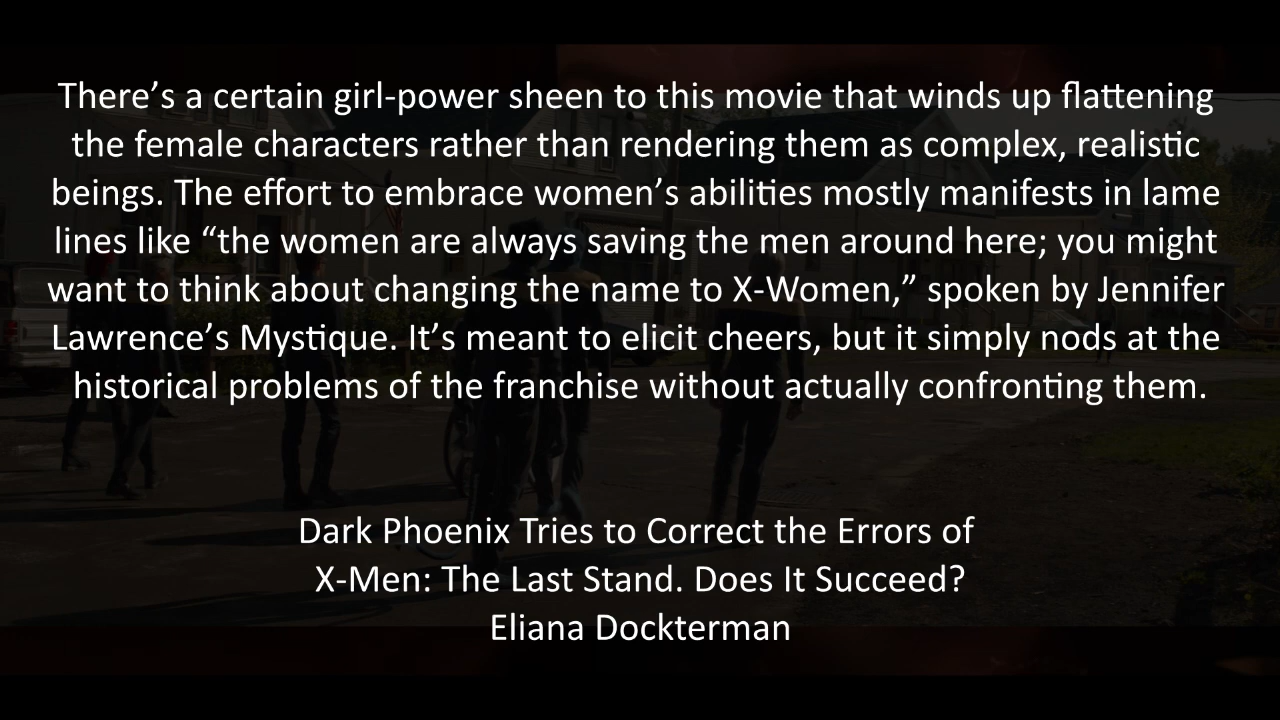 There’s a certain girl-power sheen to this movie that winds up flattening
the female characters rather than rendering them as complex, realistic
beings. The effort to embrace women’s abilities mostly manifests in lame
lines like “the women are always saving the men around here; you might
want to think about changing the name to X-Women,” spoken by Jennifer
Lawrence’s Mystique. It’s meant to elicit cheers, but it simply nods at the
historical problems of the franchise without actually confronting them.
Dark Phoenix Tries to Correct the Errors of
X-Men: The Last Stand. Does It Succeed?
Eliana Dockterman